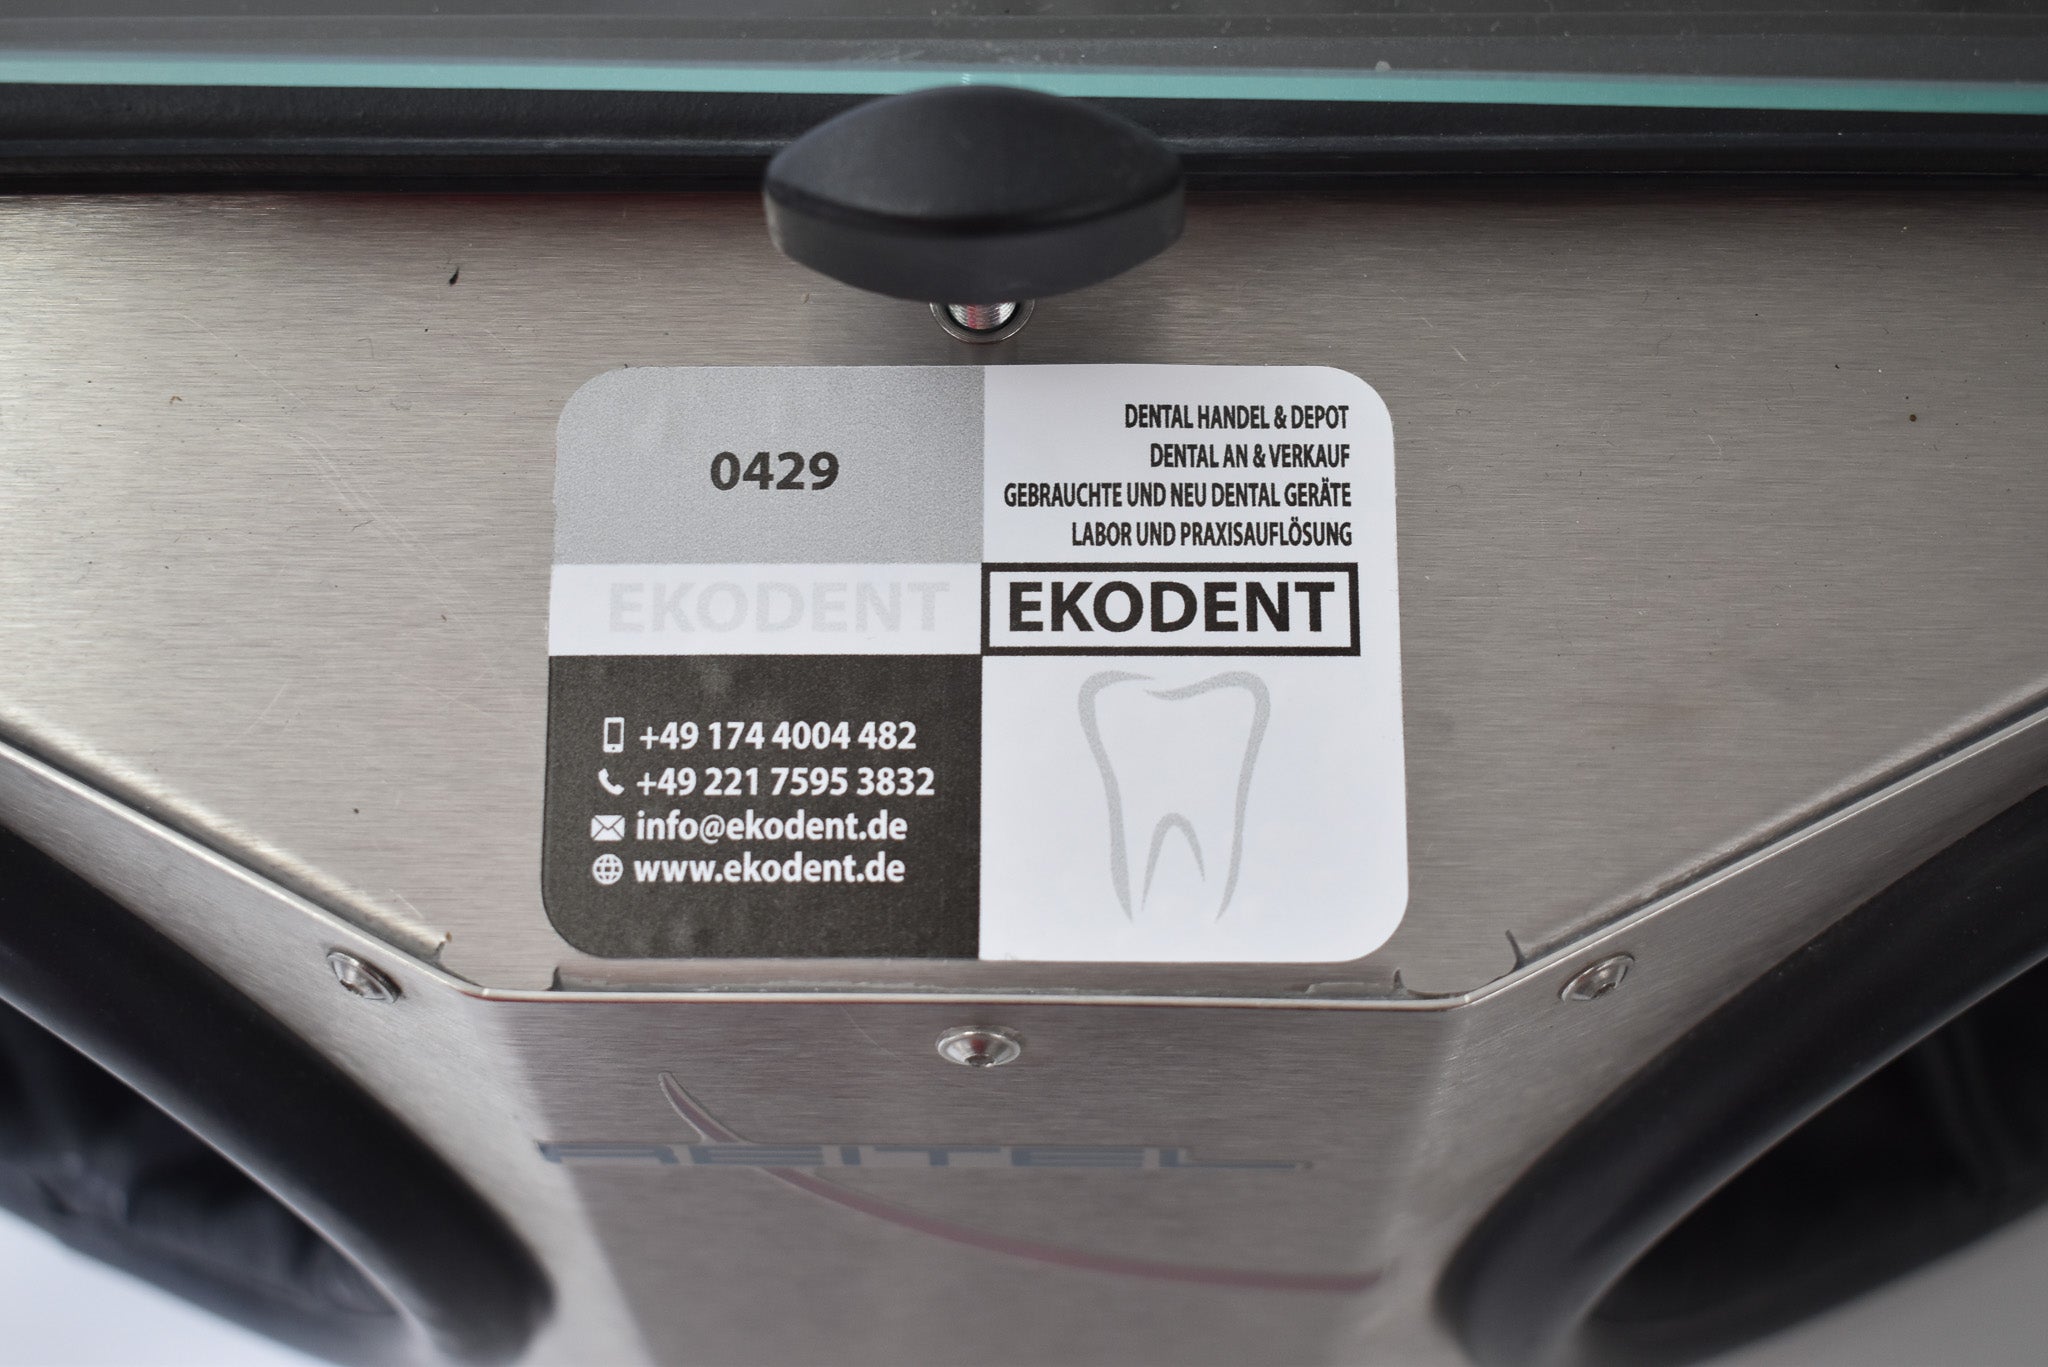 0429
DENTAL HANDEL & DEPOT
DENTAL AN & VERKAUF
GEBRAUCHTE UND NEU DENTAL GERÄTE
LABOR UND PRAXISAUFLÖSUNG
EKODENT
EKODENT
+49 174 4004 482
+49 221 7595 3832
info@ekodent.de
www.ekodent.de
REITEL